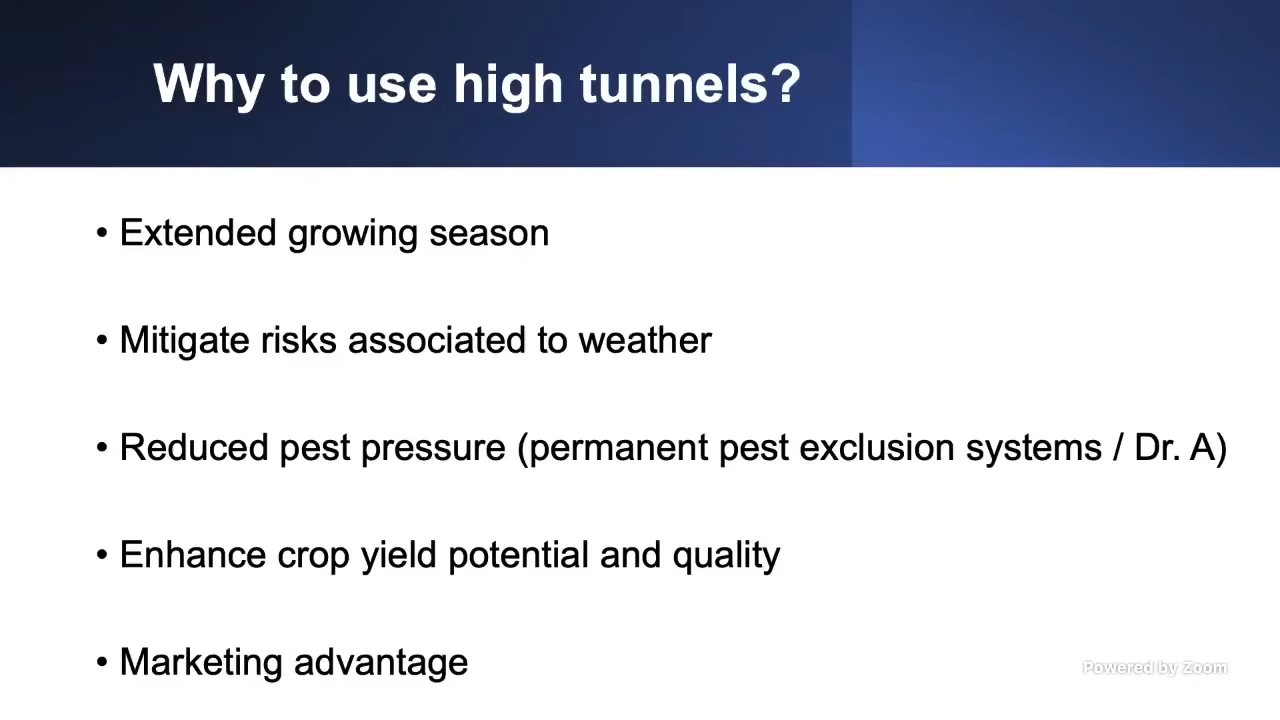 Why to use high tunnels?
• Extended growing season
• Mitigate risks associated to weather
• Reduced pest pressure (permanent pest exclusion systems / Dr. A)
• Enhance crop yield potential and quality
• Marketing advantage
Powered by Zoom